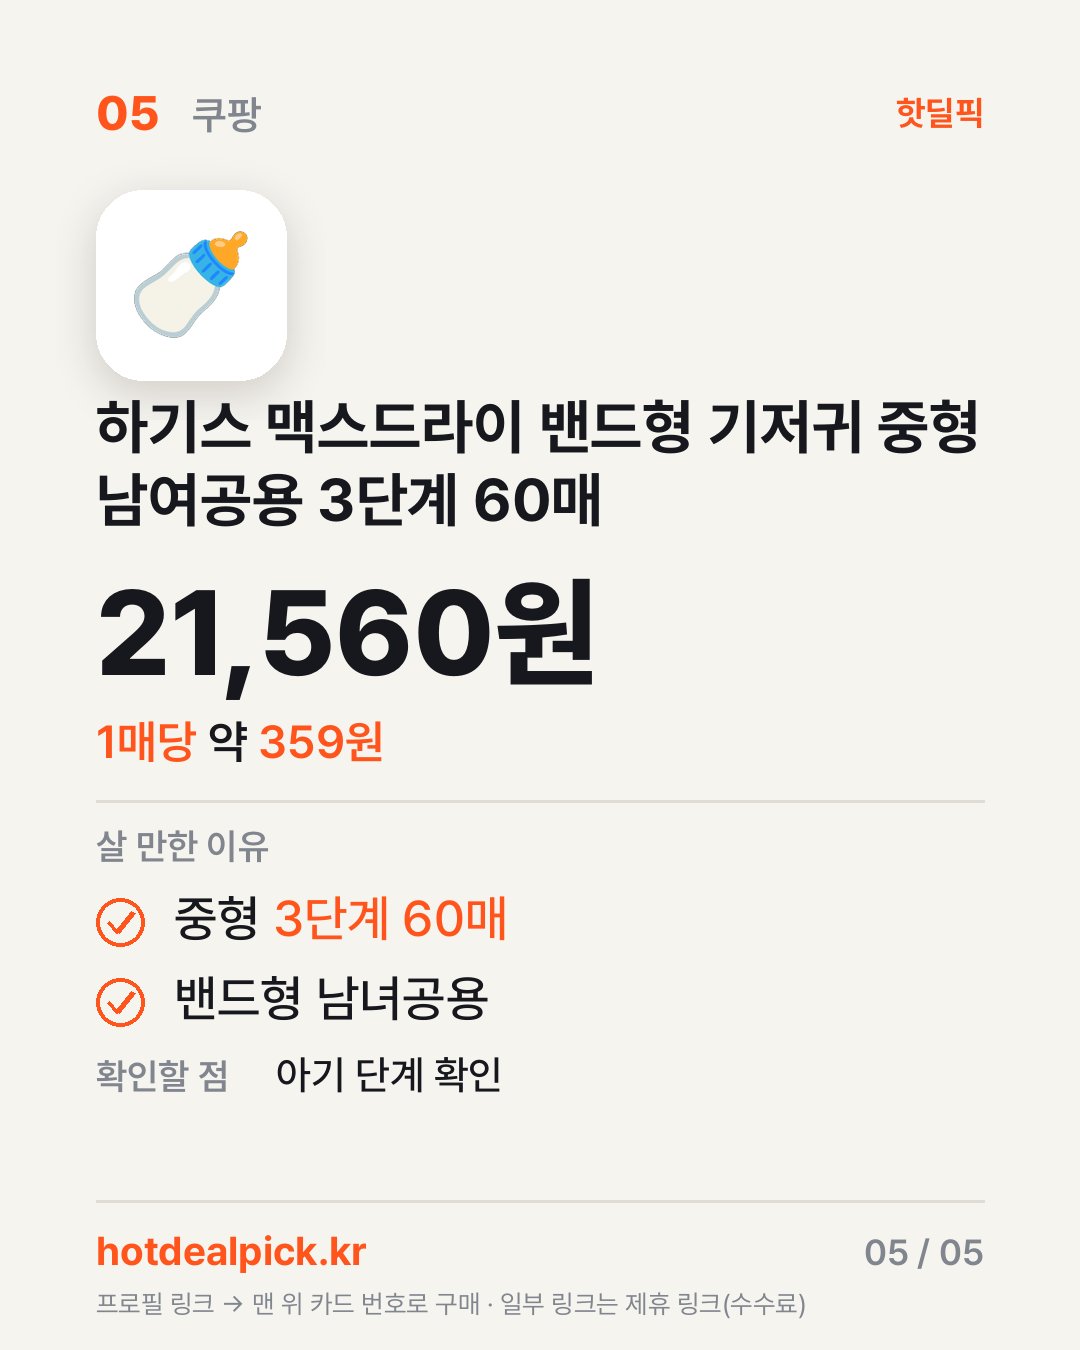 05 쿠팡
핫딜픽
하기스 맥스드라이 밴드형 기저귀 중형
남여공용 3단계 60매
21,560원
1매당 약 359원
살 만한 이유
중형 3단계 60매
밴드형 남녀공용
확인할 점 아기 단계 확인
hotdealpick.kr
05 / 05
프로필 링크 → 맨 위 카드 번호로 구매 · 일부 링크는 제휴 링크(수수료)